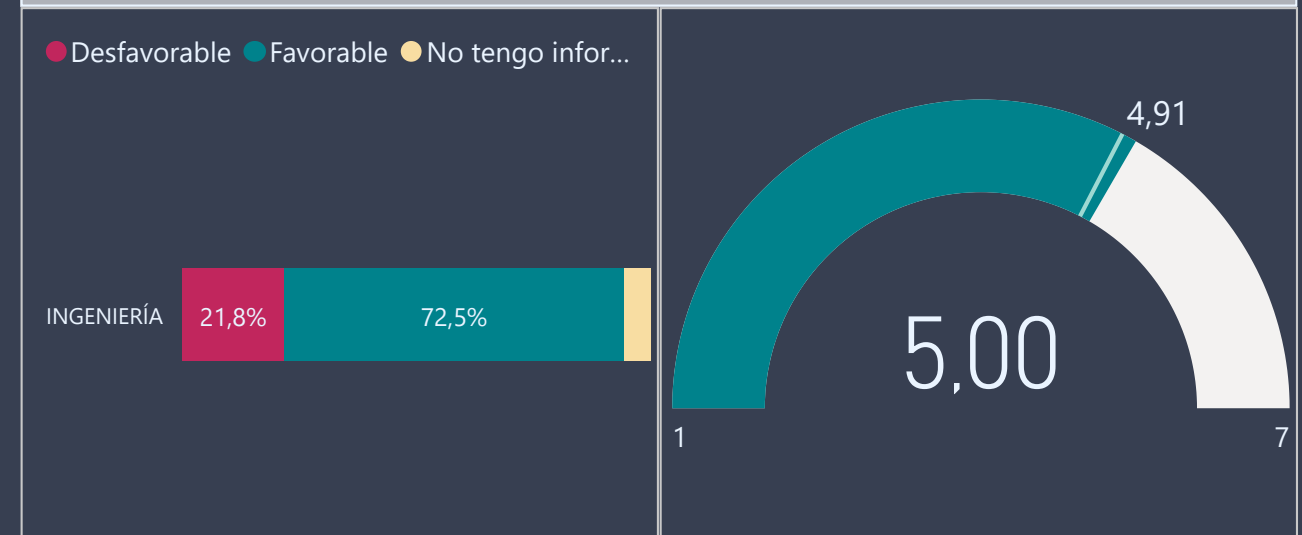 Desfavorable Favorable No tengo infor...
INGENIERÍA 21,8% 72,5%
4,91
5,00
1 7